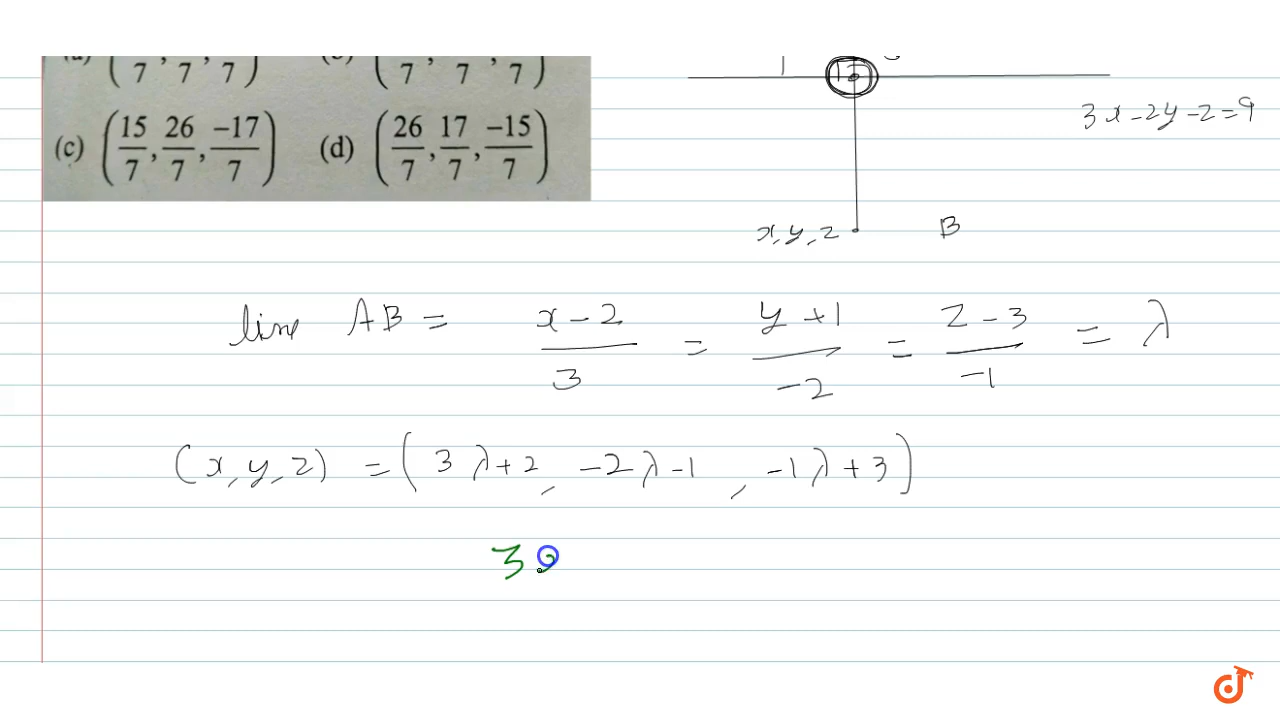 (c) (15/7, 26/7, −17/7) (d) (26/7, 17/7, −15/7)
3x-2y-z=9
x,y,z B
line AB = x-2/3 = y+1/-2 = z-3/-1 = λ
(x,y,z) = (3λ+2, -2λ-1, -1λ+3)
3